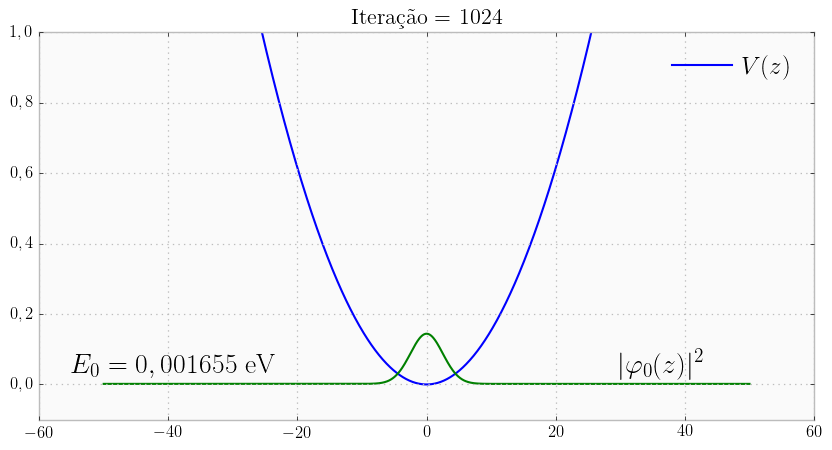 Iteração = 1024
1,0
0,8
0,6
0,4
0,2
0,0
V(z)
E₀ = 0,001655 eV
|φ₀(z)|²
−60 −40 −20 0 20 40 60